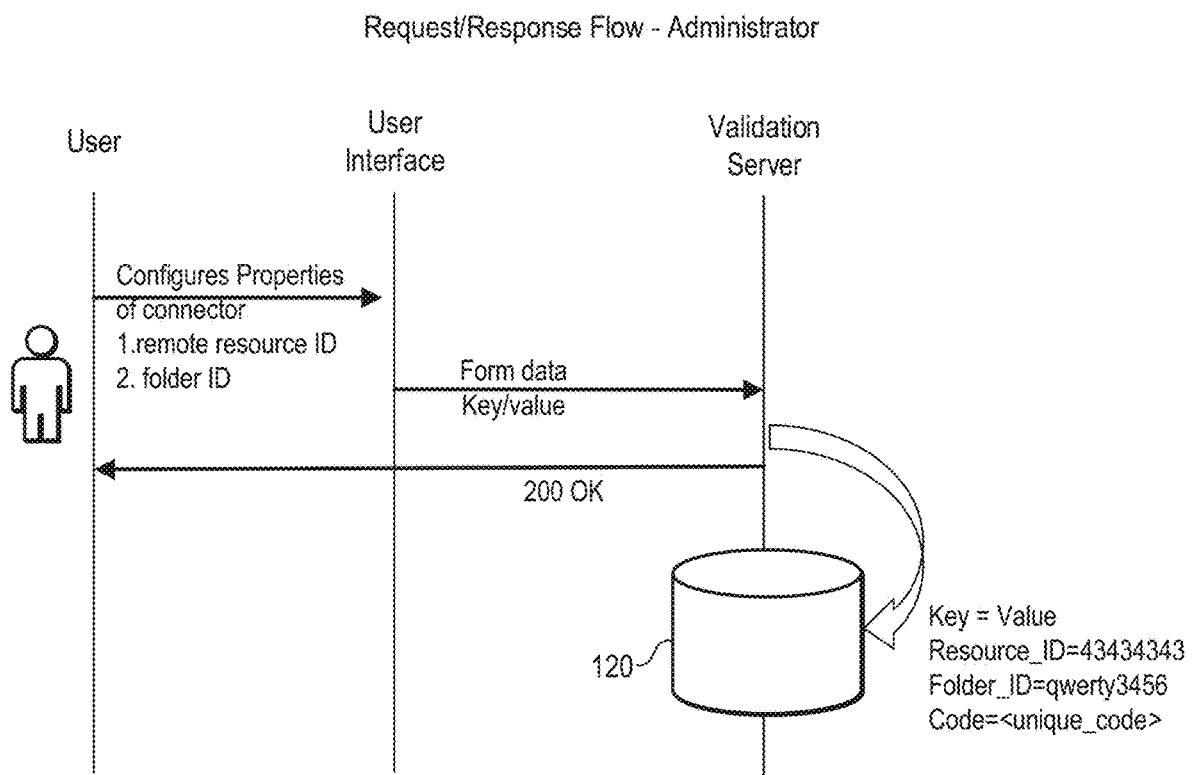 Request/Response Flow - Administrator
User
User
Interface
Validation
Server
Configures Properties
of connector
1.remote resource ID
2. folder ID
Form data
Key/value
200 OK
120
Key = Value
Resource_ID=43434343
Folder_ID=qwerty3456
Code=<unique_code>